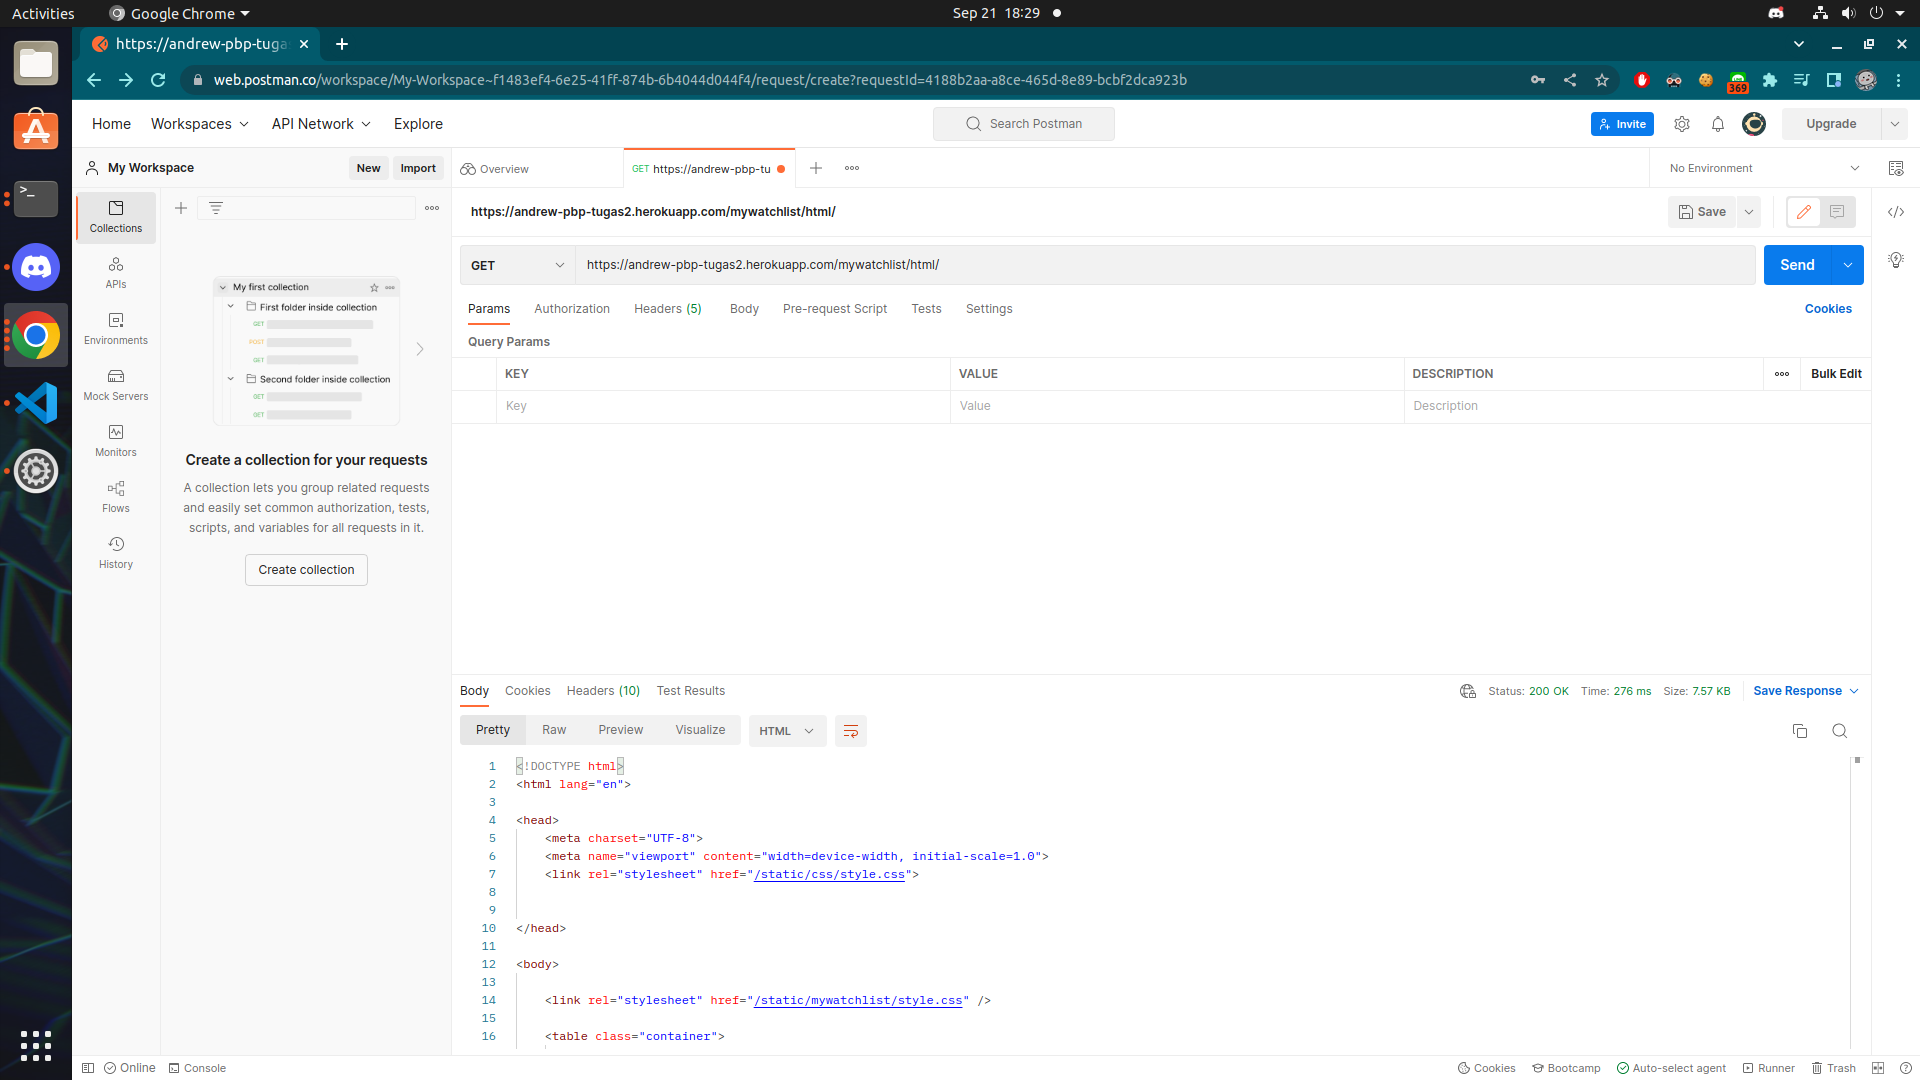 Activities
Google Chrome
Sep 21 18:29
https://andrew-pbp-tuga
web.postman.co/workspace/My-Workspace~f1483ef4-6e25-41ff-874b-6b4044d044f4/request/create?requestId=4188b2aa-a8ce-465d-8e89-bcbf2dca923b
369
Home
Workspaces
API Network
Explore
Search Postman
Invite
Upgrade
My Workspace
New
Import
Overview
GET https://andrew-pbp-tu
No Environment
Collections
APIs
Environments
Mock Servers
Monitors
Flows
History
My first collection
First folder inside collection
GET
POST
GET
Second folder inside collection
GET
GET
Create a collection for your requests
A collection lets you group related requests
and easily set common authorization, tests,
scripts, and variables for all requests in it.
Create collection
https://andrew-pbp-tugas2.herokuapp.com/mywatchlist/html/
Save
GET
https://andrew-pbp-tugas2.herokuapp.com/mywatchlist/html/
Send
Params
Authorization
Headers (5)
Body
Pre-request Script
Tests
Settings
Cookies
Query Params
KEY VALUE DESCRIPTION
Bulk Edit
Key Value Description
Body
Cookies
Headers (10)
Test Results
Status: 200 OK Time: 276 ms Size: 7.57 KB
Save Response
Pretty
Raw
Preview
Visualize
HTML
1 <!DOCTYPE html>
2 <html lang="en">
3
4 <head>
5 <meta charset="UTF-8">
6 <meta name="viewport" content="width=device-width, initial-scale=1.0">
7 <link rel="stylesheet" href="/static/css/style.css">
8
9
10 </head>
11
12 <body>
13
14 <link rel="stylesheet" href="/static/mywatchlist/style.css" />
15
16 <table class="container">
Online
Console
Cookies
Bootcamp
Auto-select agent
Runner
Trash